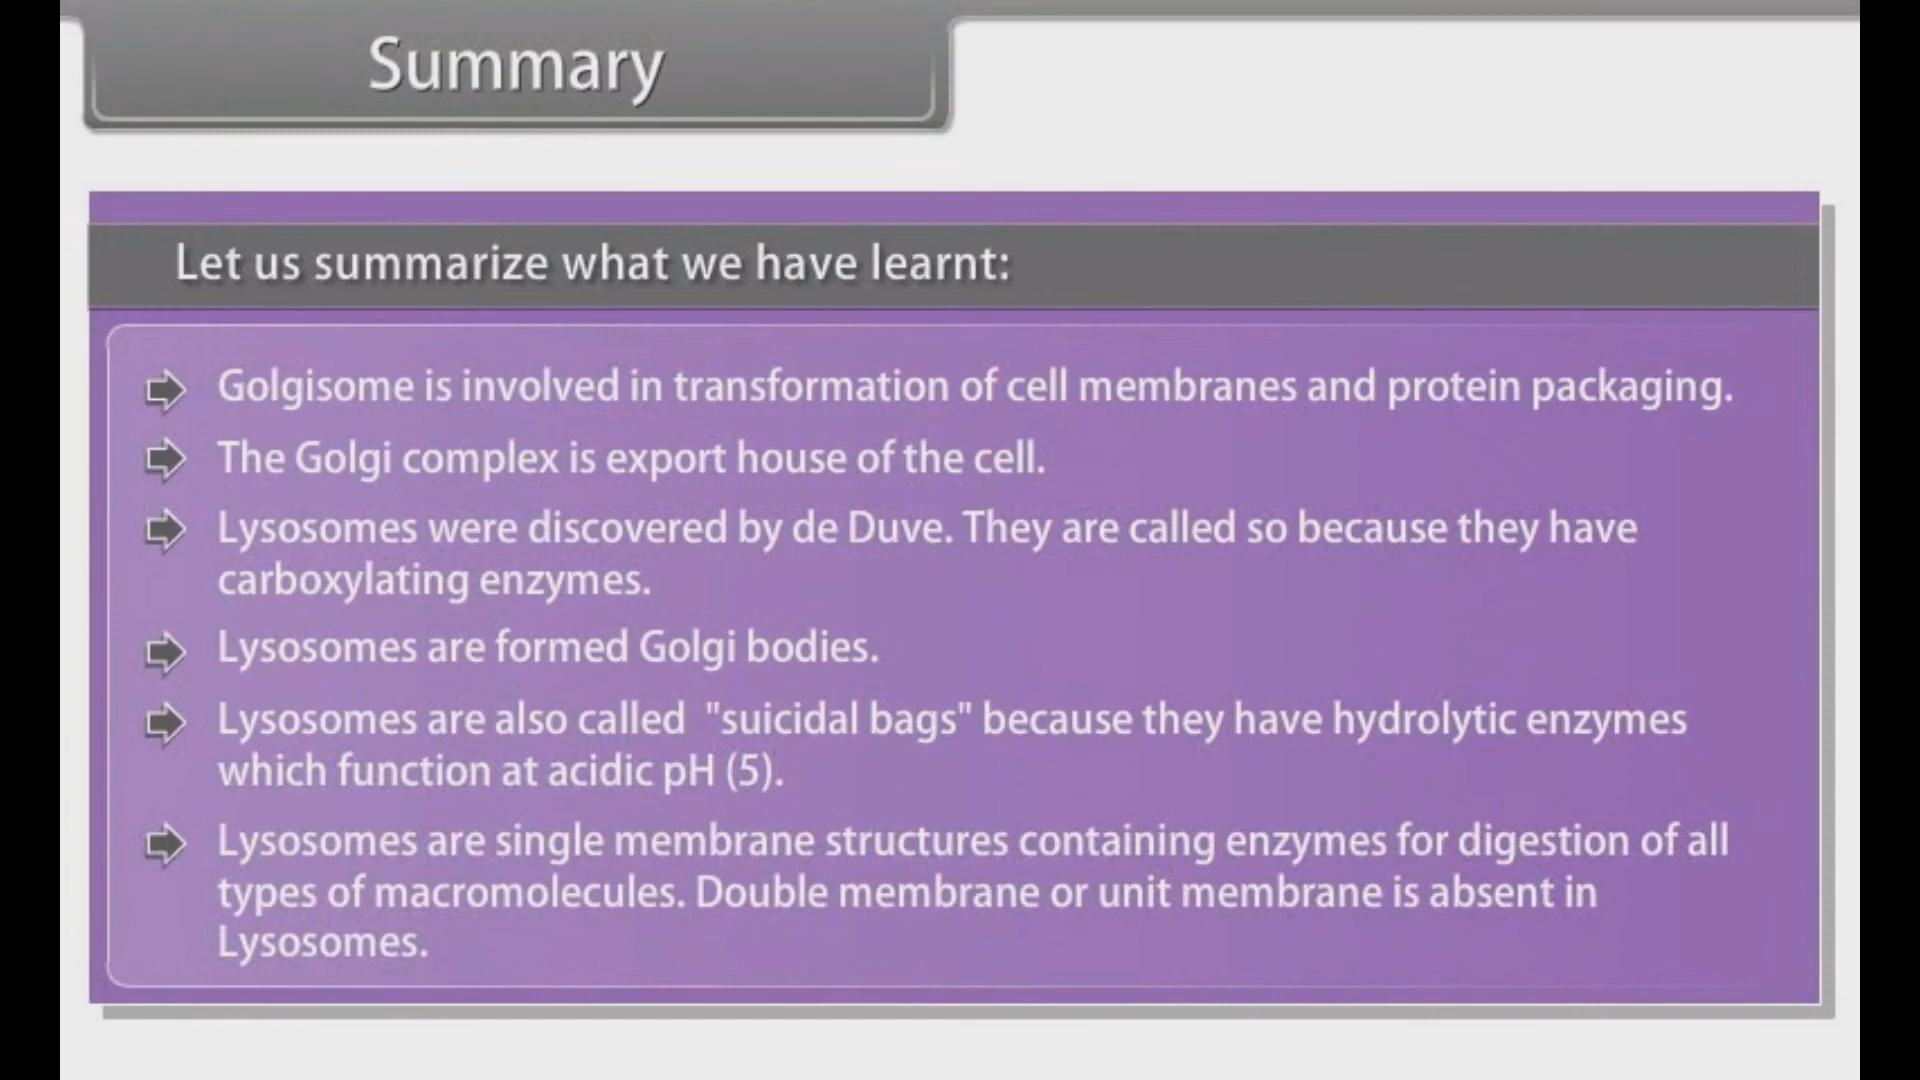 Summary
Let us summarize what we have learnt:
Golgisome is involved in transformation of cell membranes and protein packaging.
The Golgi complex is export house of the cell.
Lysosomes were discovered by de Duve. They are called so because they have
carboxylating enzymes.
Lysosomes are formed Golgi bodies.
Lysosomes are also called "suicidal bags" because they have hydrolytic enzymes
which function at acidic pH (5).
Lysosomes are single membrane structures containing enzymes for digestion of all
types of macromolecules. Double membrane or unit membrane is absent in
Lysosomes.